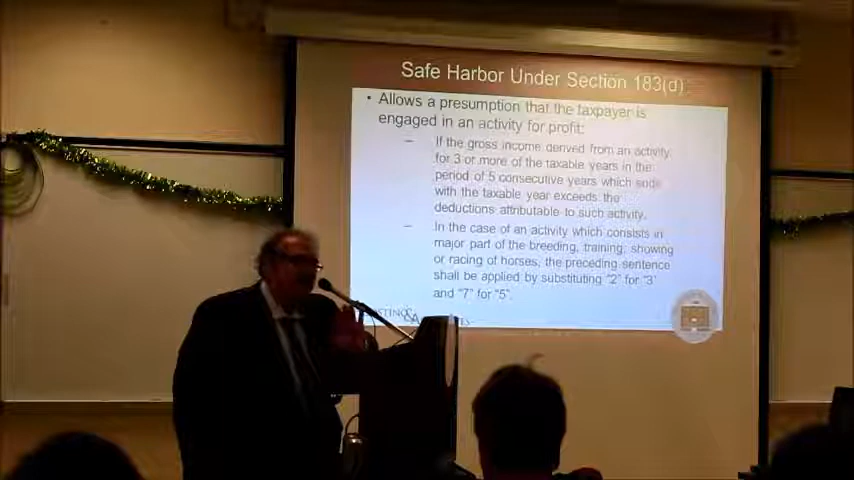 Safe Harbor Under Section 183(d)
• Allows a presumption that the taxpayer is
engaged in an activity for profit:
– If the gross income derived from an activity
for 3 or more of the taxable years in the
period of 5 consecutive years which ends
with the taxable year exceeds the
deductions attributable to such activity.
– In the case of an activity which consists in
major part of the breeding, training, showing
or racing of horses, the preceding sentence
shall be applied by substituting "2" for "3"
and "7" for "5".